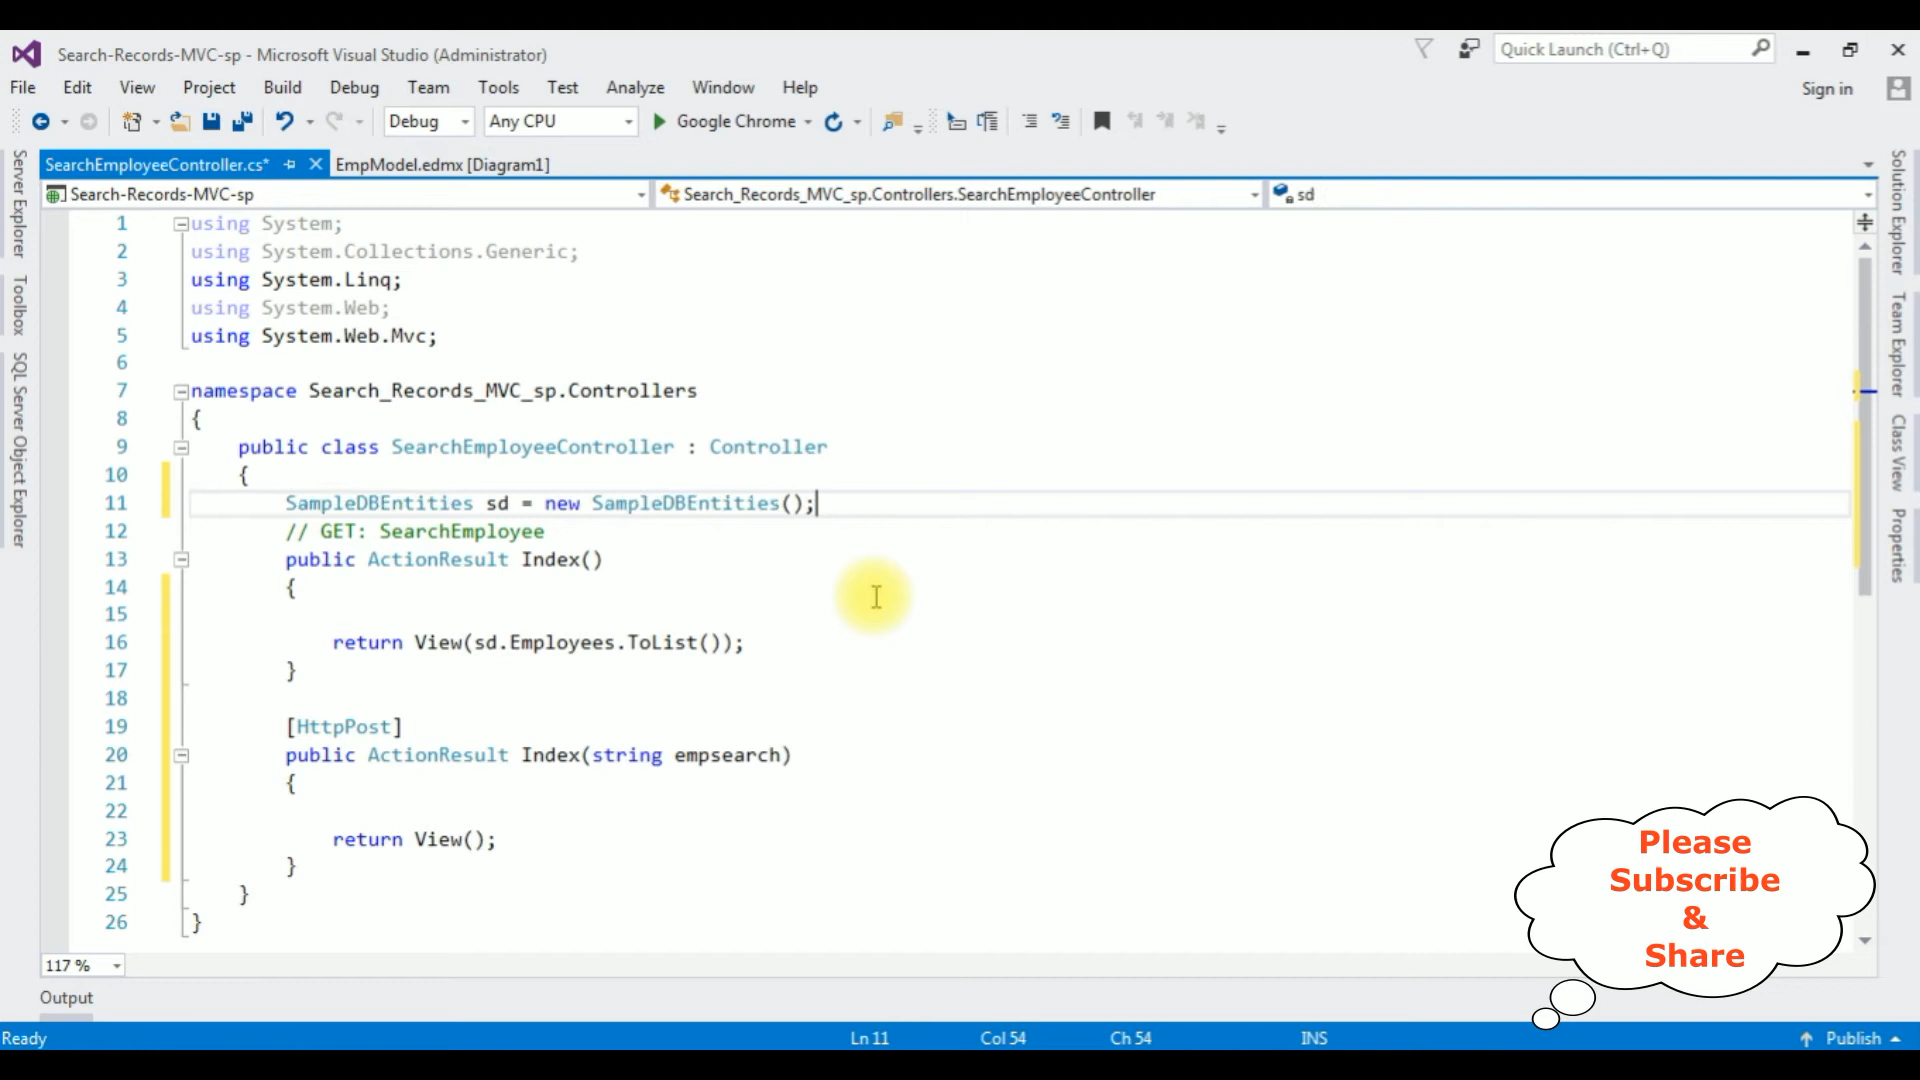 Search-Records-MVC-sp - Microsoft Visual Studio (Administrator)
Quick Launch (Ctrl+Q)
File Edit View Project Build Debug Team Tools Test Analyze Window Help
Sign in
Debug Any CPU Google Chrome
SearchEmployeeController.cs* EmpModel.edmx [Diagram1]
Search-Records-MVC-sp Search_Records_MVC_sp.Controllers.SearchEmployeeController sd
Server Explorer
Toolbox
SQL Server Object Explorer
1 using System;
2 using System.Collections.Generic;
3 using System.Linq;
4 using System.Web;
5 using System.Web.Mvc;
6
7 namespace Search_Records_MVC_sp.Controllers
8 {
9 public class SearchEmployeeController : Controller
10 {
11 SampleDBEntities sd = new SampleDBEntities();
12 // GET: SearchEmployee
13 public ActionResult Index()
14 {
15
16 return View(sd.Employees.ToList());
17 }
18
19 [HttpPost]
20 public ActionResult Index(string empsearch)
21 {
22
23 return View();
24 }
25 }
26 }
Solution Explorer
Team Explorer
Class View
Properties
Please
Subscribe
&
Share
117 %
Output
Ready Ln 11 Col 54 Ch 54 INS Publish